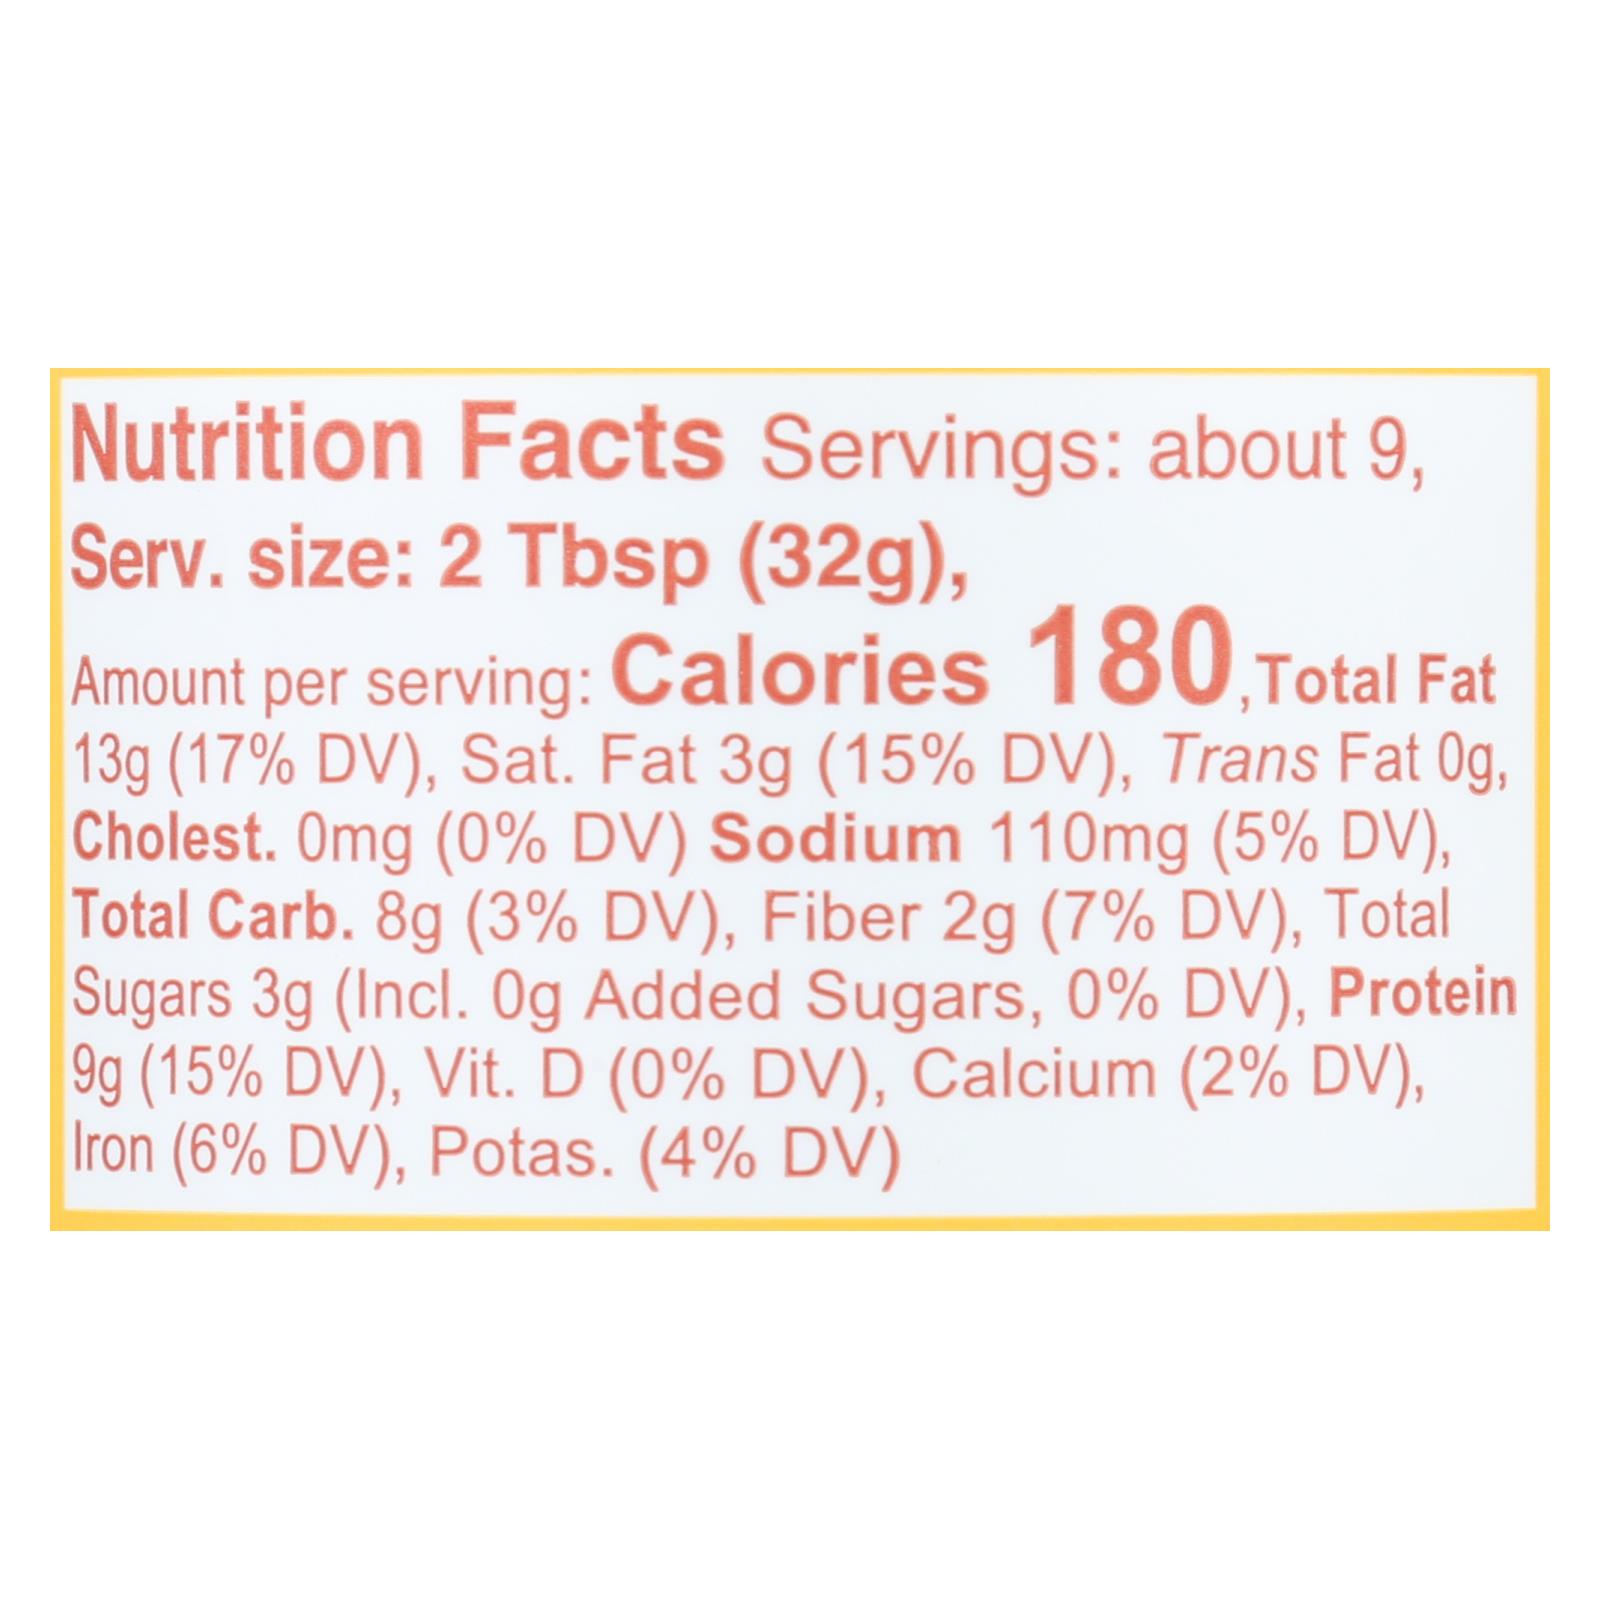 Nutrition Facts Servings: about 9,
Serv. size: 2 Tbsp (32g),
Amount per serving: Calories 180,Total Fat
13g (17% DV), Sat. Fat 3g (15% DV), Trans Fat 0g,
Cholest. 0mg (0% DV) Sodium 110mg (5% DV),
Total Carb. 8g (3% DV), Fiber 2g (7% DV), Total
Sugars 3g (Incl. 0g Added Sugars, 0% DV), Protein
9g (15% DV), Vit. D (0% DV), Calcium (2% DV),
Iron (6% DV), Potas. (4% DV)